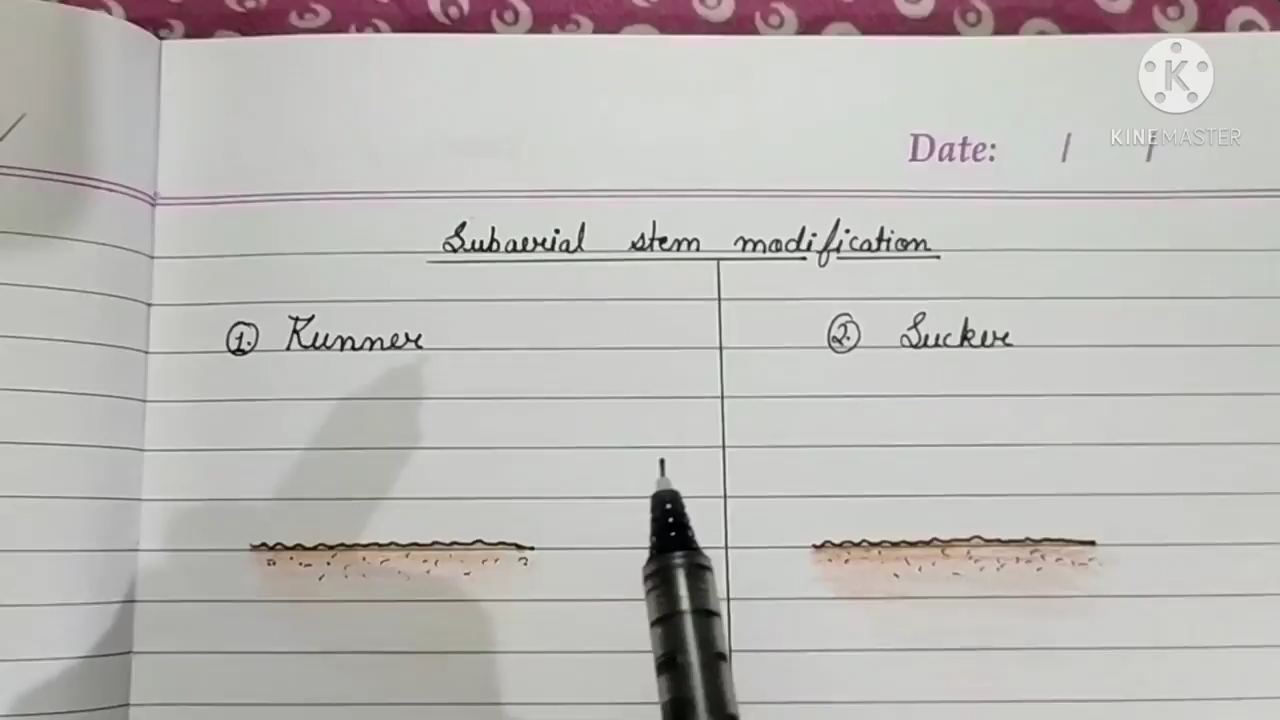 K
KINEMASTER
Date: / /
Subaerial stem modification
1. Runner
2. Sucker